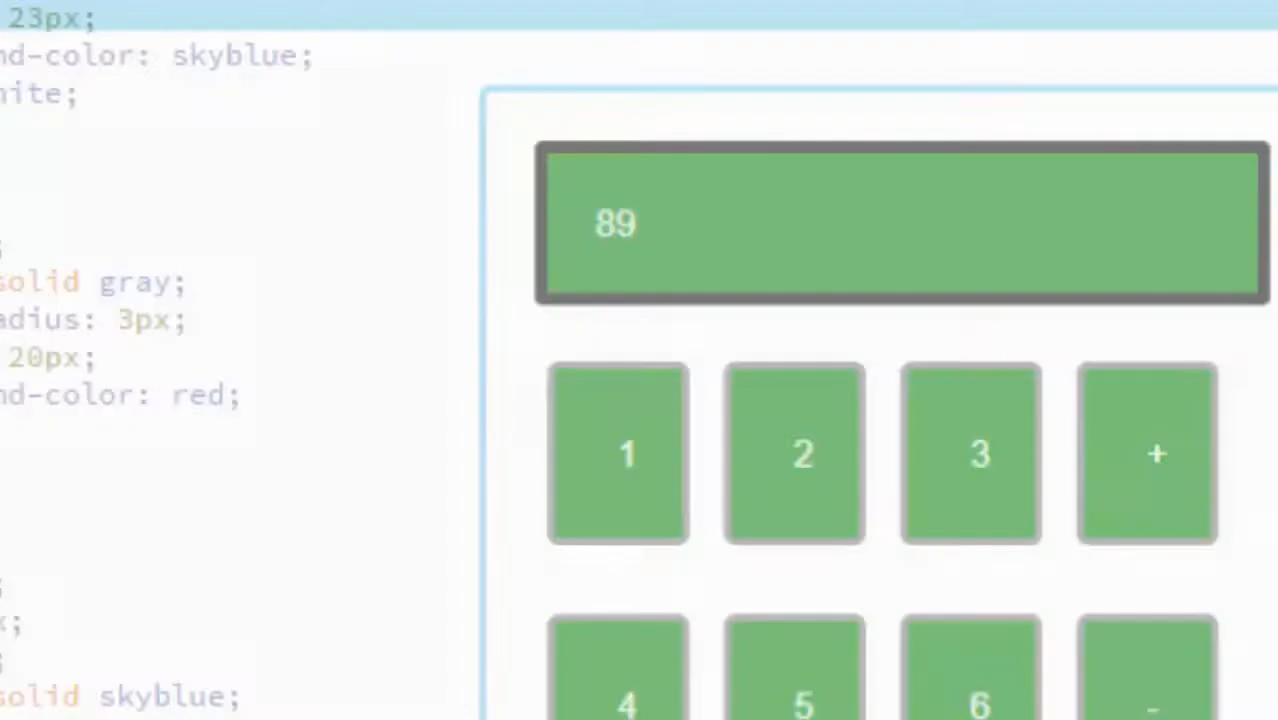 23px;
nd-color: skyblue;
hite;
;
solid gray;
adius: 3px;
20px;
nd-color: red;
;
x;
;
solid skyblue;
89
1 2 3 +
4 5 6 -